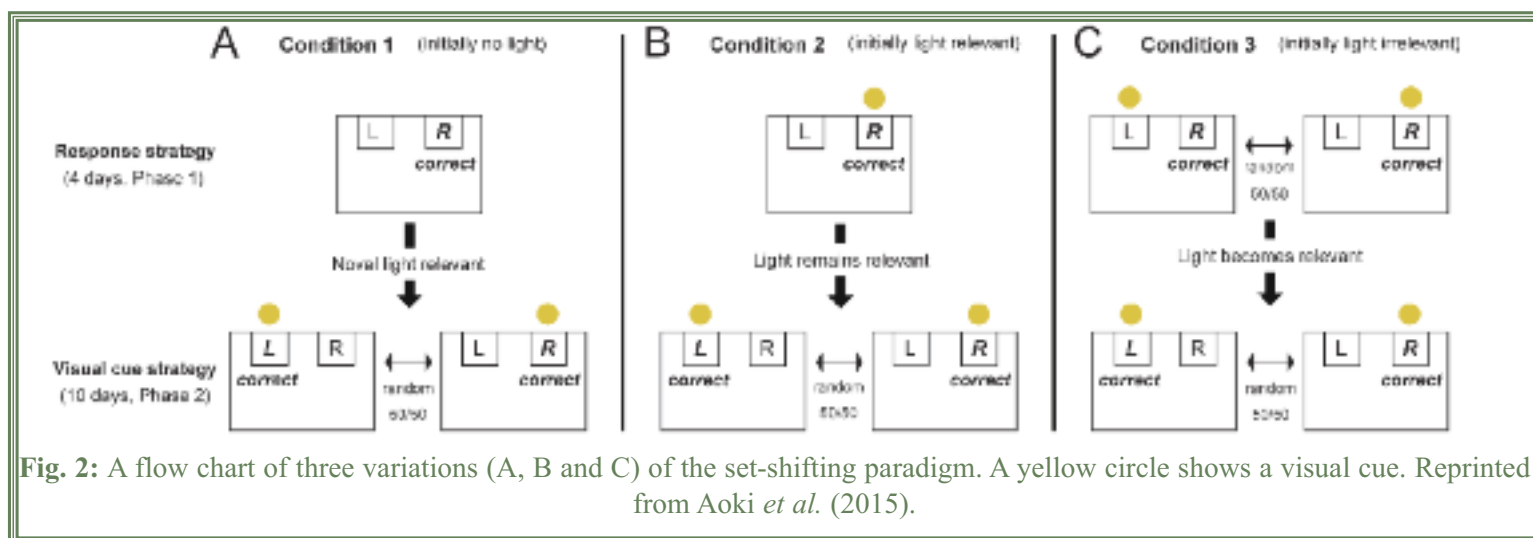 A Condition 1 (initially no light)
B Condition 2 (initially light relevant)
C Condition 3 (initially light irrelevant)
Response strategy
(4 days, Phase 1)
L R
correct
L R
correct
L R
correct
random
50/50
L R
correct
Novel light relevant
Light remains relevant
Light becomes relevant
Visual cue strategy
(10 days, Phase 2)
L R
correct
random
50/50
L R
correct
L R
correct
random
50/50
L R
correct
L R
correct
random
50/50
L R
correct
Fig. 2: A flow chart of three variations (A, B and C) of the set-shifting paradigm. A yellow circle shows a visual cue. Reprinted
from Aoki et al. (2015).